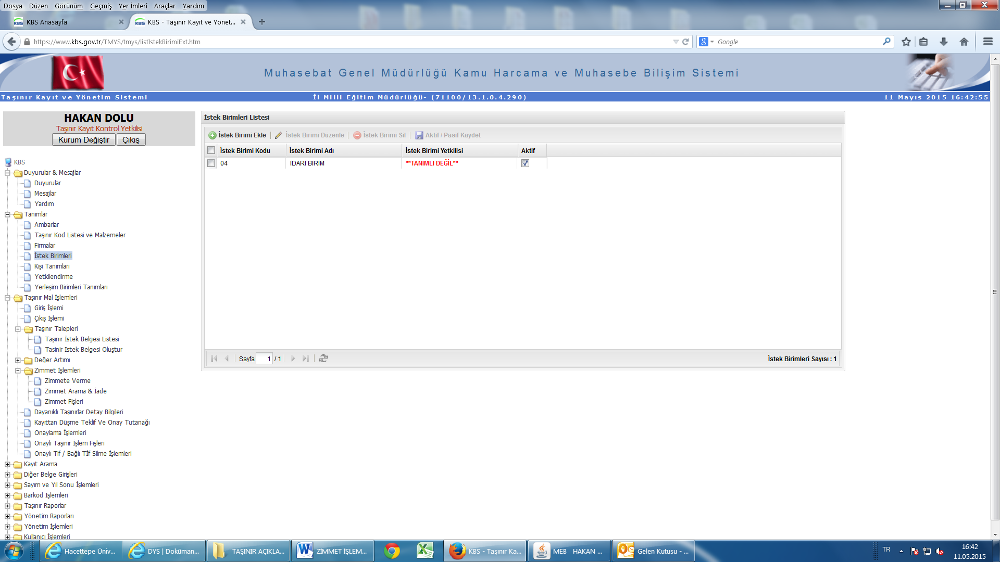 Dosya Düzen Görünüm Geçmiş Yer İmleri Araçlar Yardım
KBS Anasayfa
KBS - Taşınır Kayıt ve Yönet...
https://www.kbs.gov.tr/TMYS/tmys/listIstekBirimiExt.htm
Google
Muhasebat Genel Müdürlüğü Kamu Harcama ve Muhasebe Bilişim Sistemi
Taşınır Kayıt ve Yönetim Sistemi
İl Milli Eğitim Müdürlüğü- (71100/13.1.0.4.290)
11 Mayıs 2015 16:42:55
HAKAN DOLU
Taşınır Kayıt Kontrol Yetkilisi
Kurum Değiştir Çıkış
KBS
Duyurular & Mesajlar
Duyurular
Mesajlar
Yardım
Tanımlar
Ambarlar
Taşınır Kod Listesi ve Malzemeler
Firmalar
İstek Birimleri
Kişi Tanımları
Yetkilendirme
Yerleşim Birimleri Tanımları
Taşınır Mal İşlemleri
Giriş İşlemi
Çıkış İşlemi
Taşınır Talepleri
Taşınır İstek Belgesi Listesi
Tasinir Istek Belgesi Oluştur
Değer Artımı
Zimmet İşlemleri
Zimmete Verme
Zimmet Arama & İade
Zimmet Fişleri
Dayanıklı Taşınırlar Detay Bilgileri
Kayıttan Düşme Teklif Ve Onay Tutanağı
Onaylama İşlemleri
Onaylı Taşınır İşlem Fişleri
Onaylı Tif / Bağlı Tİf Silme İşlemleri
Kayıt Arama
Diğer Belge Girişleri
Sayım ve Yıl Sonu İşlemleri
Barkod İşlemleri
Taşınır Raporlar
Yönetim Raporları
Yönetim İşlemleri
Kullanıcı İşlemleri
İstek Birimleri Listesi
İstek Birimi Ekle İstek Birimi Düzenle İstek Birimi Sil Aktif / Pasif Kaydet
İstek Birimi Kodu İstek Birimi Adı İstek Birimi Yetkilisi Aktif
04 İDARİ BİRİM **TANIMLI DEĞİL**
Sayfa 1 / 1
İstek Birimleri Sayısı : 1
Hacettepe Üniv...
DYS | Doküman...
TAŞINIR AÇIKLA...
ZİMMET İŞLEM...
KBS - Taşınır Ka...
MEB HAKAN ...
Gelen Kutusu - ...
TR
16:42
11.05.2015